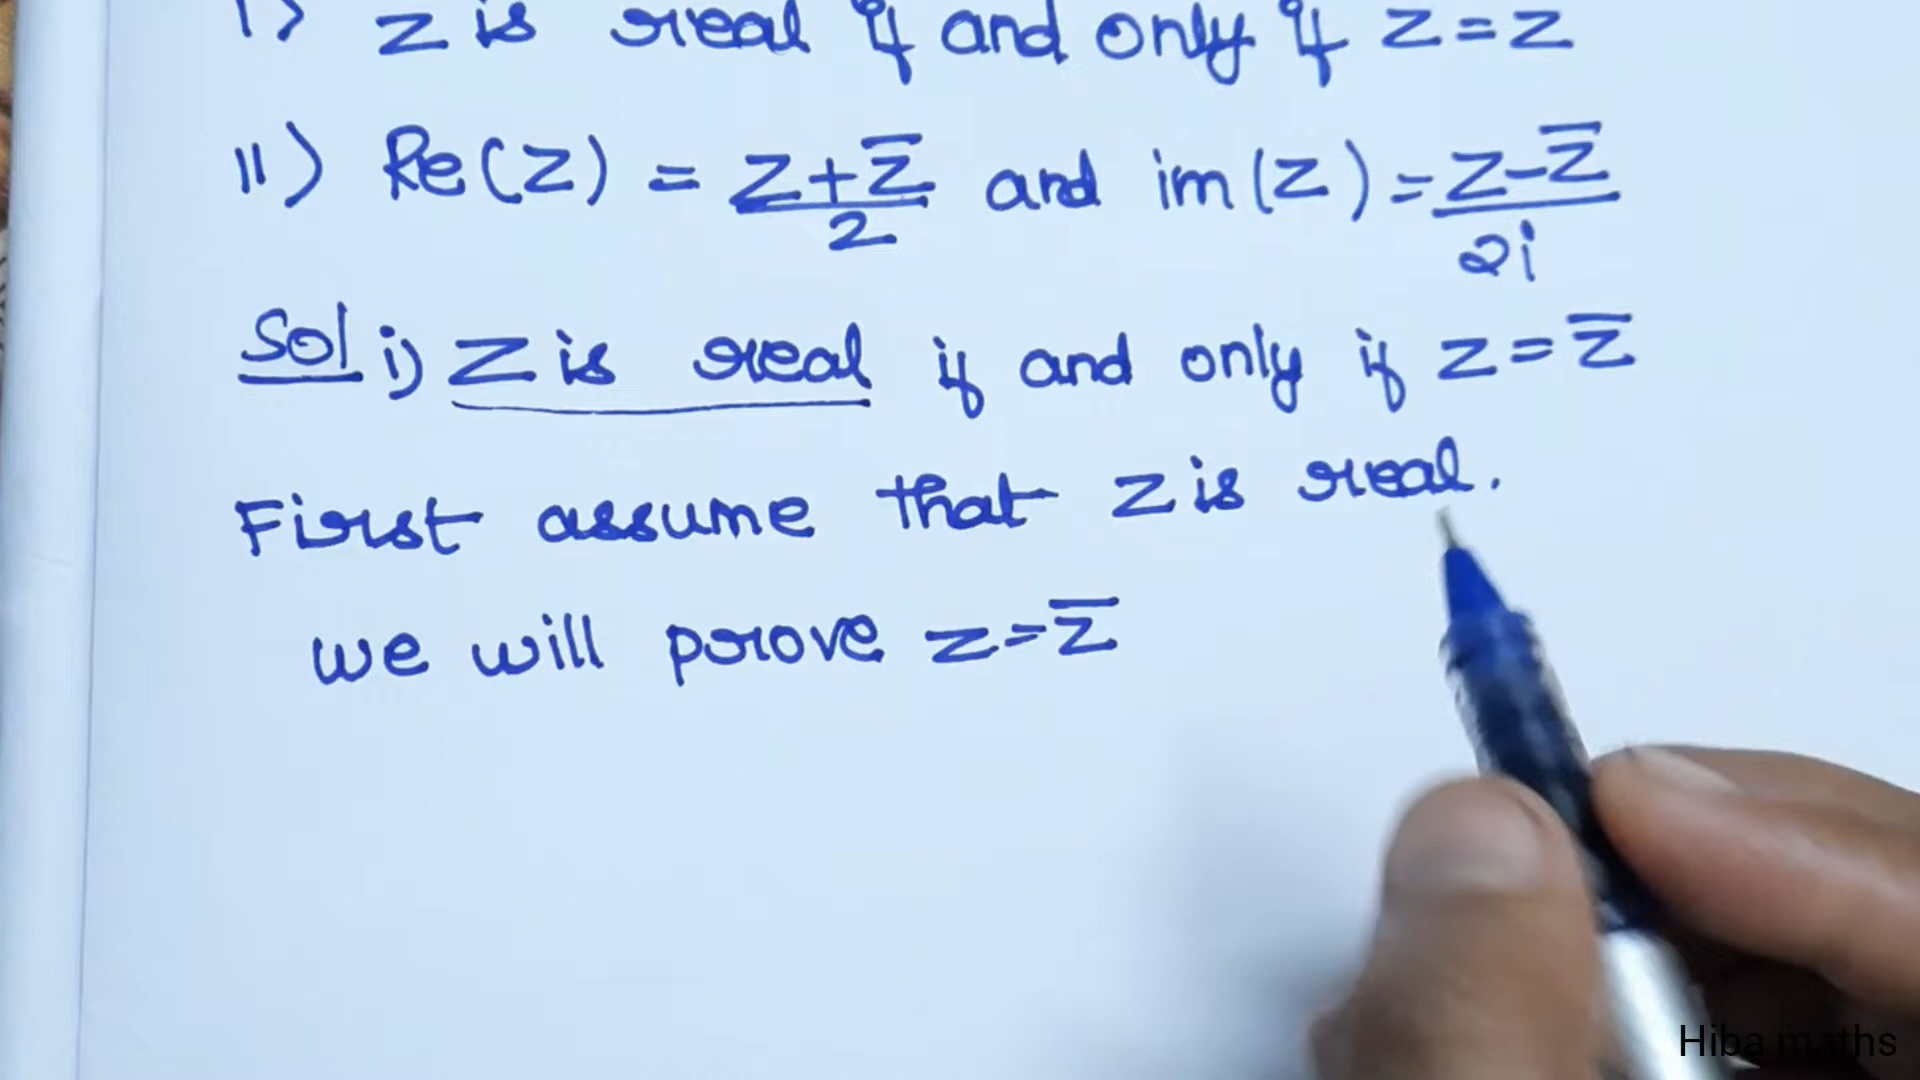 i) z is real if and only if z = z
ii) Re(z) = z+z̅/2 and im(z) = z-z̅/2i
Sol i) z is real if and only if z = z̅
First assume that z is real.
we will prove z = z̅
Hiba maths